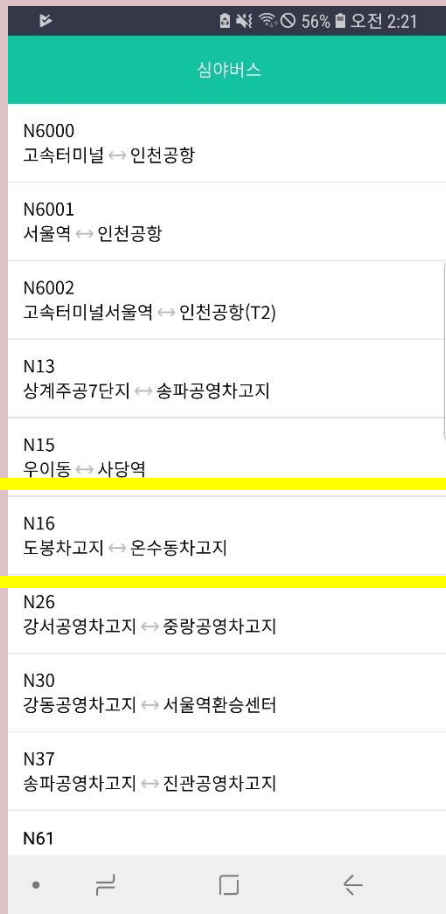 56% 오전 2:21
심야버스
N6000
고속터미널 ↔ 인천공항
N6001
서울역 ↔ 인천공항
N6002
고속터미널서울역 ↔ 인천공항(T2)
N13
상계주공7단지 ↔ 송파공영차고지
N15
우이동 ↔ 사당역
N16
도봉차고지 ↔ 온수동차고지
N26
강서공영차고지 ↔ 중랑공영차고지
N30
강동공영차고지 ↔ 서울역환승센터
N37
송파공영차고지 ↔ 진관공영차고지
N61